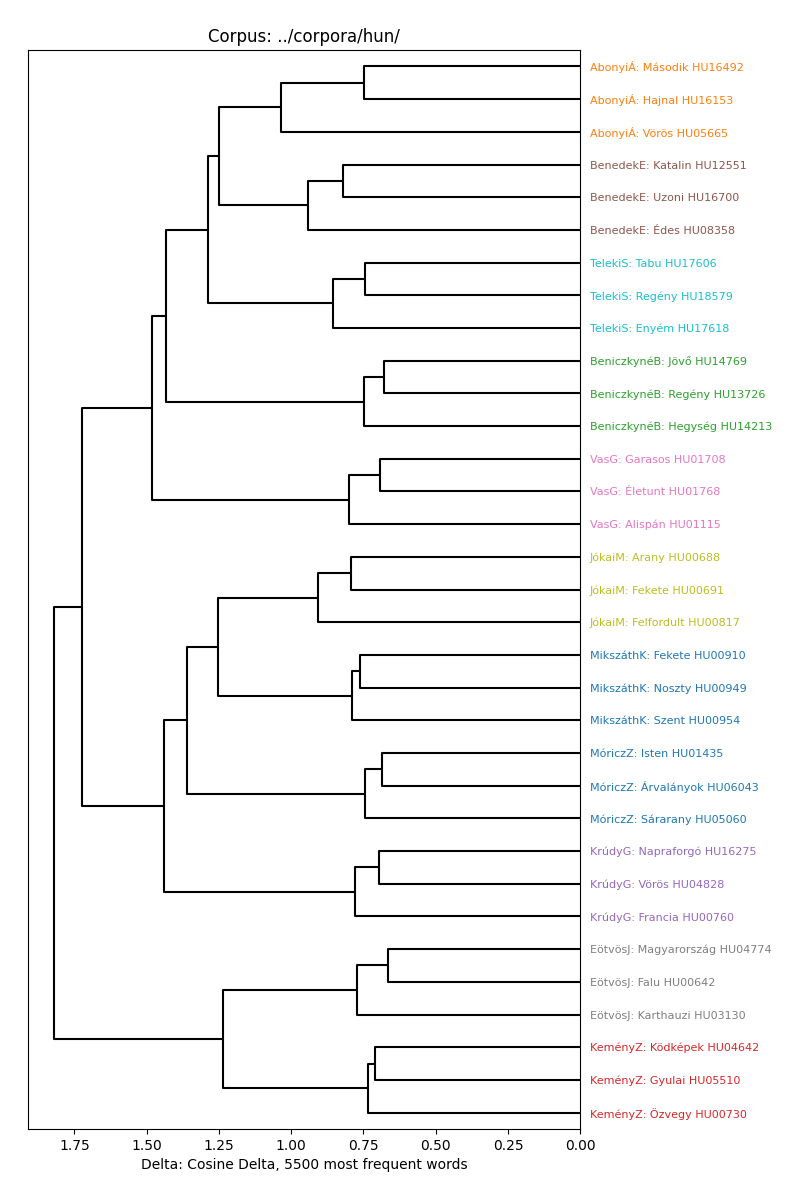 Corpus: ../corpora/hun/
AbonyiÁ: Második HU16492
AbonyiÁ: Hajnal HU16153
AbonyiÁ: Vörös HU05665
BenedekE: Katalin HU12551
BenedekE: Uzoni HU16700
BenedekE: Édes HU08358
TelekiS: Tabu HU17606
TelekiS: Regény HU18579
TelekiS: Enyém HU17618
BeniczkynéB: Jövő HU14769
BeniczkynéB: Regény HU13726
BeniczkynéB: Hegység HU14213
VasG: Garasos HU01708
VasG: Életunt HU01768
VasG: Alispán HU01115
JókaiM: Arany HU00688
JókaiM: Fekete HU00691
JókaiM: Felfordult HU00817
MikszáthK: Fekete HU00910
MikszáthK: Noszty HU00949
MikszáthK: Szent HU00954
MóriczZ: Isten HU01435
MóriczZ: Árvalányok HU06043
MóriczZ: Sárarany HU05060
KrúdyG: Napraforgó HU16275
KrúdyG: Vörös HU04828
KrúdyG: Francia HU00760
EötvösJ: Magyarország HU04774
EötvösJ: Falu HU00642
EötvösJ: Karthauzi HU03130
KeményZ: Ködképek HU04642
KeményZ: Gyulai HU05510
KeményZ: Özvegy HU00730
1.75 1.50 1.25 1.00 0.75 0.50 0.25 0.00
Delta: Cosine Delta, 5500 most frequent words